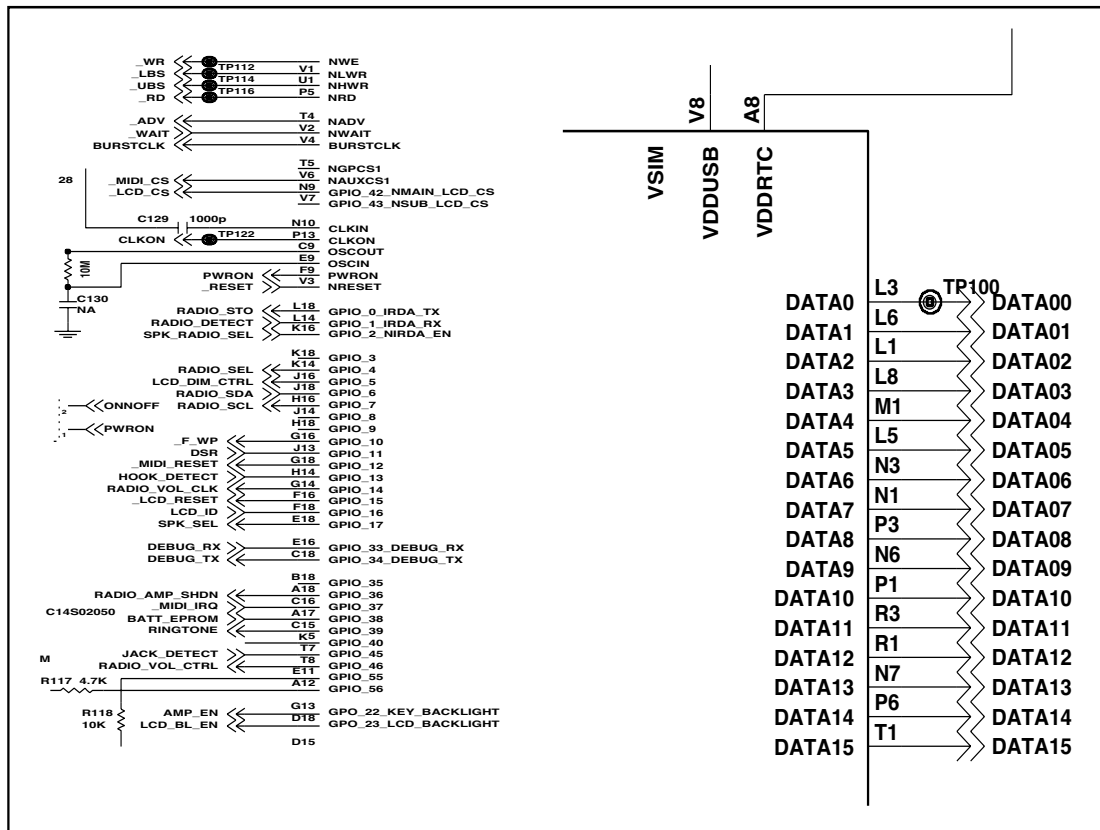 _WR NWE
TP112
_LBS V1 NLWR
TP114
_UBS U1 NHWR
TP116
_RD P5 NRD
_ADV T4 NADV
_WAIT V2 NWAIT
BURSTCLK V4 BURSTCLK
T5 NGPCS1
28
_MIDI_CS V6 NAUXCS1
_LCD_CS N9 GPIO_42_NMAIN_LCD_CS
V7 GPIO_43_NSUB_LCD_CS
C129 1000p N10 CLKIN
CLKON TP122 P13 CLKON
C9 OSCOUT
10M
E9 OSCIN
PWRON F9 PWRON
_RESET V3 NRESET
C130
NA
RADIO_STO L18 GPIO_0_IRDA_TX
RADIO_DETECT L14 GPIO_1_IRDA_RX
SPK_RADIO_SEL K16 GPIO_2_NIRDA_EN
K18 GPIO_3
RADIO_SEL K14 GPIO_4
LCD_DIM_CTRL J16 GPIO_5
RADIO_SDA J18 GPIO_6
2 ONNOFF RADIO_SCL H16 GPIO_7
J14 GPIO_8
1 PWRON H18 GPIO_9
_F_WP G16 GPIO_10
DSR J13 GPIO_11
_MIDI_RESET G18 GPIO_12
HOOK_DETECT H14 GPIO_13
RADIO_VOL_CLK G14 GPIO_14
_LCD_RESET F16 GPIO_15
LCD_ID F18 GPIO_16
SPK_SEL E18 GPIO_17
DEBUG_RX E16 GPIO_33_DEBUG_RX
DEBUG_TX C18 GPIO_34_DEBUG_TX
B18 GPIO_35
RADIO_AMP_SHDN A18 GPIO_36
C14S02050
_MIDI_IRQ C16 GPIO_37
BATT_EPROM A17 GPIO_38
RINGTONE C15 GPIO_39
K5 GPIO_40
JACK_DETECT T7 GPIO_45
M
RADIO_VOL_CTRL T8 GPIO_46
E11 GPIO_55
R117 4.7K A12 GPIO_56
R118
10K
AMP_EN G13 GPO_22_KEY_BACKLIGHT
LCD_BL_EN D18 GPO_23_LCD_BACKLIGHT
D15
V8
A8
VSIM
VDDUSB
VDDRTC
DATA0 L3 TP100 DATA00
DATA1 L6 DATA01
DATA2 L1 DATA02
DATA3 L8 DATA03
DATA4 M1 DATA04
DATA5 L5 DATA05
DATA6 N3 DATA06
DATA7 N1 DATA07
DATA8 P3 DATA08
DATA9 N6 DATA09
DATA10 P1 DATA10
DATA11 R3 DATA11
DATA12 R1 DATA12
DATA13 N7 DATA13
DATA14 P6 DATA14
DATA15 T1 DATA15